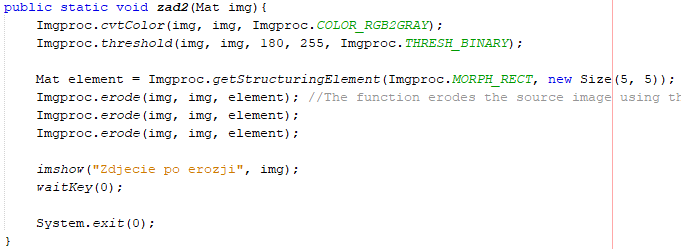 public static void zad2(Mat img){
Imgproc.cvtColor(img, img, Imgproc.COLOR_RGB2GRAY);
Imgproc.threshold(img, img, 180, 255, Imgproc.THRESH_BINARY);
Mat element = Imgproc.getStructuringElement(Imgproc.MORPH_RECT, new Size(5, 5));
Imgproc.erode(img, img, element); //The function erodes the source image using th
Imgproc.erode(img, img, element);
Imgproc.erode(img, img, element);
imshow("Zdjecie po erozji", img);
waitKey(0);
System.exit(0);
}